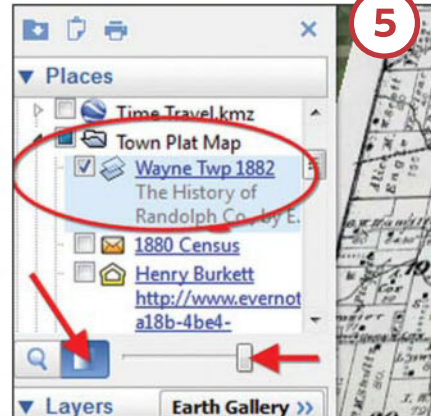 5
Places
Time Travel.kmz
Town Plat Map
Wayne Twp 1882
The History of
Randolph Co., by E.
1880 Census
Henry Burkett
http://www.evernot
a18b-4be4-
Layers
Earth Gallery »